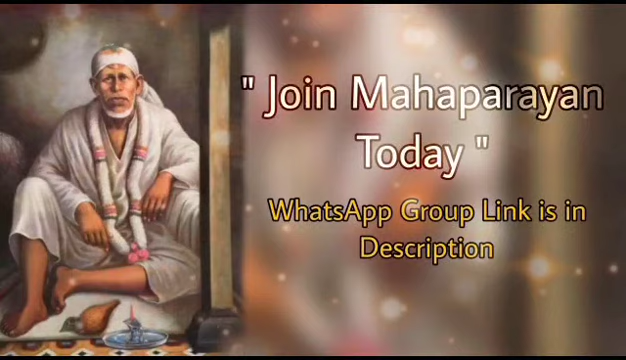 " Join Mahaparayan
Today "
WhatsApp Group Link is in
Description